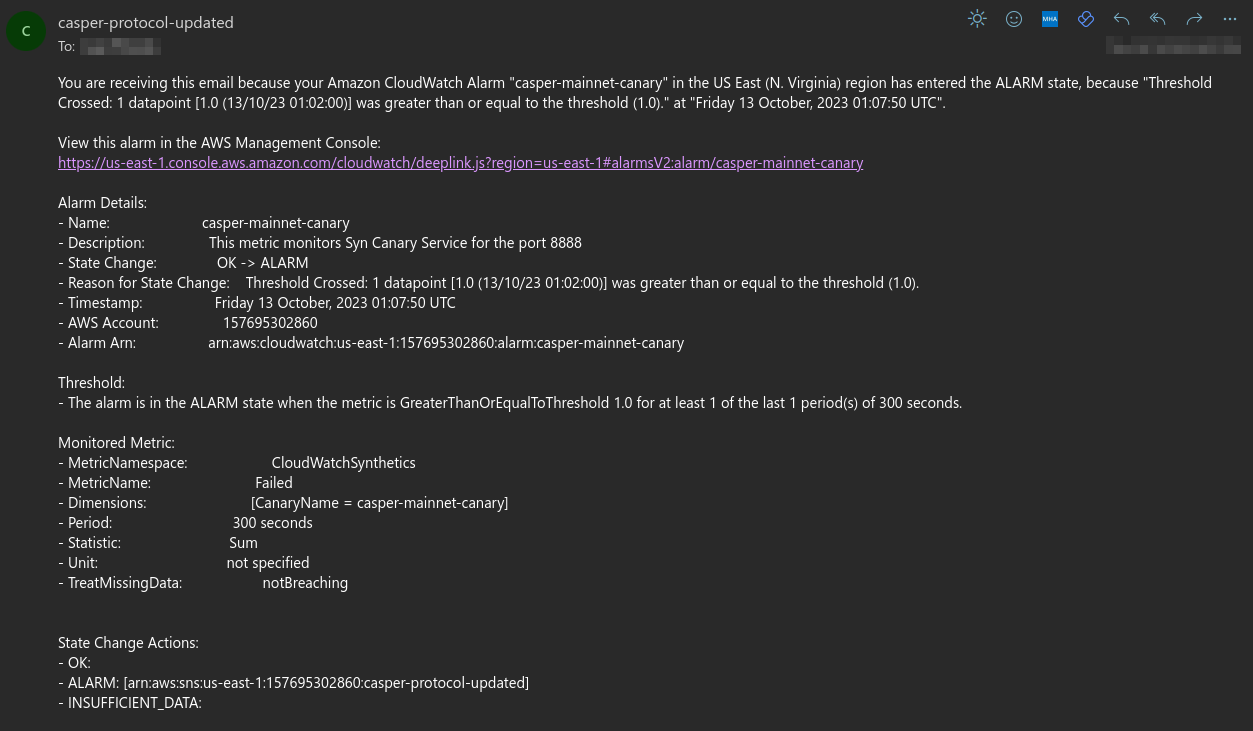 C
casper-protocol-updated
MHA
To:
You are receiving this email because your Amazon CloudWatch Alarm "casper-mainnet-canary" in the US East (N. Virginia) region has entered the ALARM state, because "Threshold
Crossed: 1 datapoint [1.0 (13/10/23 01:02:00)] was greater than or equal to the threshold (1.0)." at "Friday 13 October, 2023 01:07:50 UTC".
View this alarm in the AWS Management Console:
https://us-east-1.console.aws.amazon.com/cloudwatch/deeplink.js?region=us-east-1#alarmsV2:alarm/casper-mainnet-canary
Alarm Details:
- Name: casper-mainnet-canary
- Description: This metric monitors Syn Canary Service for the port 8888
- State Change: OK -> ALARM
- Reason for State Change: Threshold Crossed: 1 datapoint [1.0 (13/10/23 01:02:00)] was greater than or equal to the threshold (1.0).
- Timestamp: Friday 13 October, 2023 01:07:50 UTC
- AWS Account: 157695302860
- Alarm Arn: arn:aws:cloudwatch:us-east-1:157695302860:alarm:casper-mainnet-canary
Threshold:
- The alarm is in the ALARM state when the metric is GreaterThanOrEqualToThreshold 1.0 for at least 1 of the last 1 period(s) of 300 seconds.
Monitored Metric:
- MetricNamespace: CloudWatchSynthetics
- MetricName: Failed
- Dimensions: [CanaryName = casper-mainnet-canary]
- Period: 300 seconds
- Statistic: Sum
- Unit: not specified
- TreatMissingData: notBreaching
State Change Actions:
- OK:
- ALARM: [arn:aws:sns:us-east-1:157695302860:casper-protocol-updated]
- INSUFFICIENT_DATA: